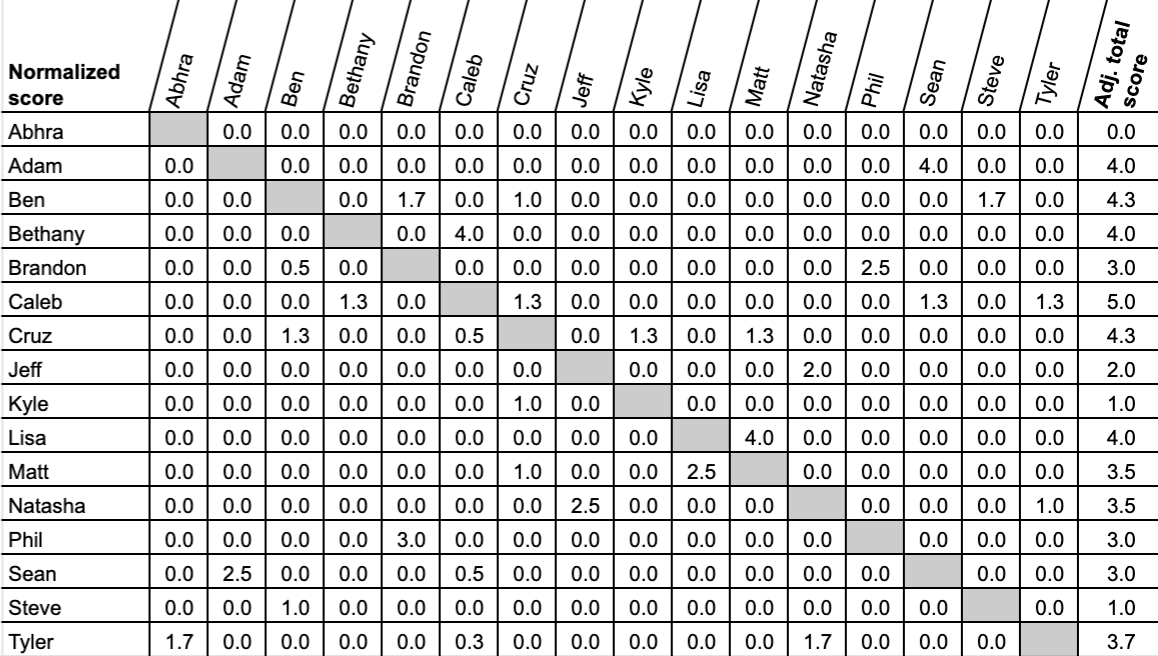 Normalized score Abhra Adam Ben Bethany Brandon Caleb Cruz Jeff Kyle Lisa Matt Natasha Phil Sean Steve Tyler Adj. total score
Abhra 0.0 0.0 0.0 0.0 0.0 0.0 0.0 0.0 0.0 0.0 0.0 0.0 0.0 0.0 0.0 0.0
Adam 0.0 0.0 0.0 0.0 0.0 0.0 0.0 0.0 0.0 0.0 0.0 0.0 4.0 0.0 0.0 4.0
Ben 0.0 0.0 0.0 1.7 0.0 1.0 0.0 0.0 0.0 0.0 0.0 0.0 0.0 1.7 0.0 4.3
Bethany 0.0 0.0 0.0 0.0 4.0 0.0 0.0 0.0 0.0 0.0 0.0 0.0 0.0 0.0 0.0 4.0
Brandon 0.0 0.0 0.5 0.0 0.0 0.0 0.0 0.0 0.0 0.0 0.0 2.5 0.0 0.0 0.0 3.0
Caleb 0.0 0.0 0.0 1.3 0.0 1.3 0.0 0.0 0.0 0.0 0.0 0.0 1.3 0.0 1.3 5.0
Cruz 0.0 0.0 1.3 0.0 0.0 0.5 0.0 1.3 0.0 1.3 0.0 0.0 0.0 0.0 0.0 4.3
Jeff 0.0 0.0 0.0 0.0 0.0 0.0 0.0 0.0 0.0 0.0 2.0 0.0 0.0 0.0 0.0 2.0
Kyle 0.0 0.0 0.0 0.0 0.0 0.0 1.0 0.0 0.0 0.0 0.0 0.0 0.0 0.0 0.0 1.0
Lisa 0.0 0.0 0.0 0.0 0.0 0.0 0.0 0.0 0.0 4.0 0.0 0.0 0.0 0.0 0.0 4.0
Matt 0.0 0.0 0.0 0.0 0.0 0.0 1.0 0.0 0.0 2.5 0.0 0.0 0.0 0.0 0.0 3.5
Natasha 0.0 0.0 0.0 0.0 0.0 0.0 0.0 2.5 0.0 0.0 0.0 0.0 0.0 0.0 1.0 3.5
Phil 0.0 0.0 0.0 0.0 3.0 0.0 0.0 0.0 0.0 0.0 0.0 0.0 0.0 0.0 0.0 3.0
Sean 0.0 2.5 0.0 0.0 0.0 0.5 0.0 0.0 0.0 0.0 0.0 0.0 0.0 0.0 0.0 3.0
Steve 0.0 0.0 1.0 0.0 0.0 0.0 0.0 0.0 0.0 0.0 0.0 0.0 0.0 0.0 0.0 1.0
Tyler 1.7 0.0 0.0 0.0 0.0 0.3 0.0 0.0 0.0 0.0 0.0 1.7 0.0 0.0 0.0 3.7